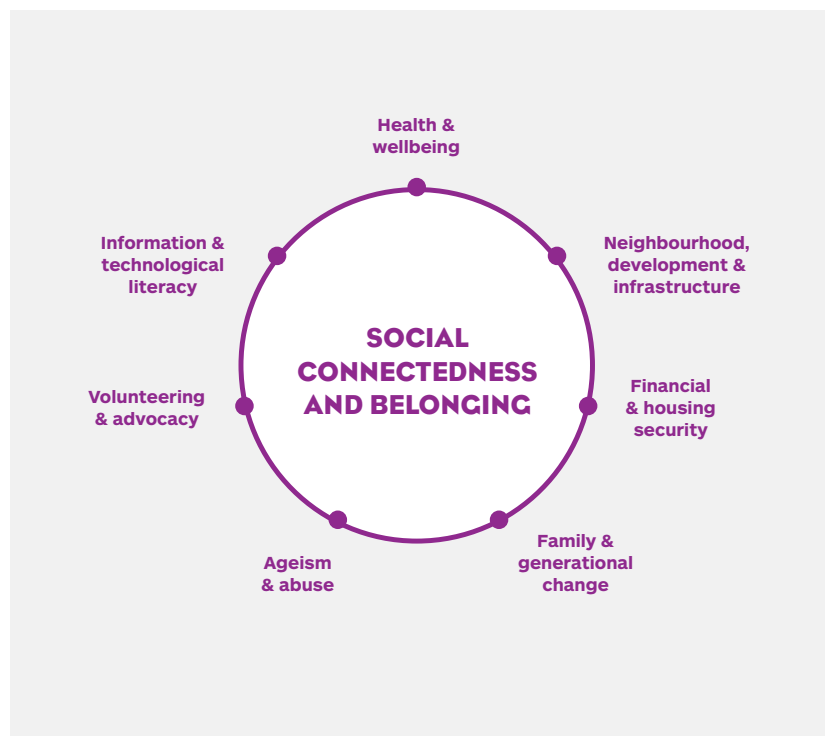 Health &
wellbeing
Neighbourhood,
development &
infrastructure
Financial
& housing
security
Family &
generational
change
Ageism
& abuse
Volunteering
& advocacy
Information &
technological
literacy
SOCIAL
CONNECTEDNESS
AND BELONGING